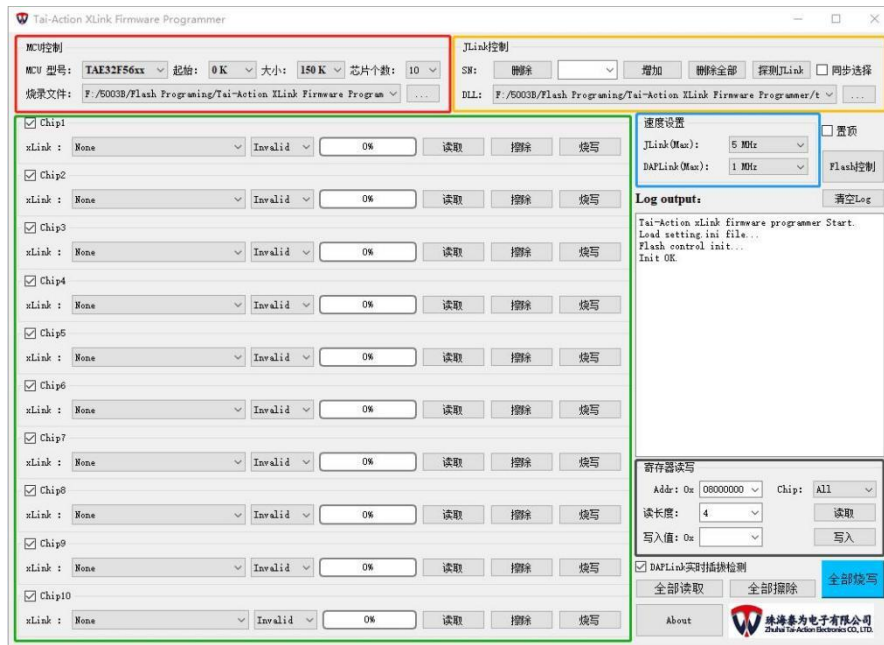 Tai-Action XLink Firmware Programmer
MCU控制
MCU 型号: TAE32F56xx 起始: 0 K 大小: 150 K 芯片个数: 10
烧录文件: F:/5003B/Flash Programing/Tai-Action XLink Firmware Program ...
JLink控制
SN: 删除 增加 删除全部 探测JLink 同步选择
DLL: F:/5003B/Flash Programing/Tai-Action XLink Firmware Programmer/t ...
Chip1
xLink : None Invalid 0% 读取 擦除 烧写
Chip2
xLink : None Invalid 0% 读取 擦除 烧写
Chip3
xLink : None Invalid 0% 读取 擦除 烧写
Chip4
xLink : None Invalid 0% 读取 擦除 烧写
Chip5
xLink : None Invalid 0% 读取 擦除 烧写
Chip6
xLink : None Invalid 0% 读取 擦除 烧写
Chip7
xLink : None Invalid 0% 读取 擦除 烧写
Chip8
xLink : None Invalid 0% 读取 擦除 烧写
Chip9
xLink : None Invalid 0% 读取 擦除 烧写
Chip10
xLink : None Invalid 0% 读取 擦除 烧写
速度设置
JLink(Max): 5 MHz
DAPLink(Max): 1 MHz
置顶
Flash控制
Log output: 清空Log
Tai-Action xLink firmware programmer Start.
Load setting.ini file...
Flash control init...
Init OK.
寄存器读写
Addr: 0x 08000000 Chip: All
读长度: 4 读取
写入值: 0x 写入
DAPLink实时插拔检测
全部读取 全部擦除 全部烧写
About
珠海泰为电子有限公司
Zhuhai Tai-Action Electronics CO., LTD.